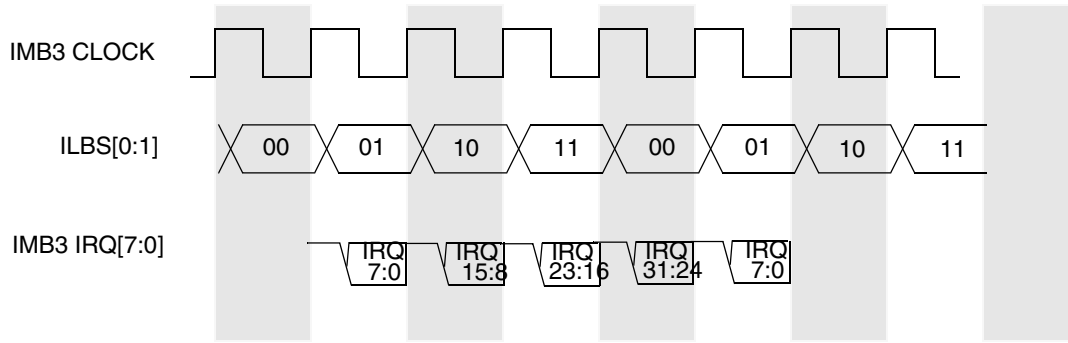 IMB3 CLOCK
ILBS[0:1]
00 01 10 11 00 01 10 11
IMB3 IRQ[7:0]
IRQ IRQ IRQ IRQ IRQ
7:0 15:8 23:16 31:24 7:0